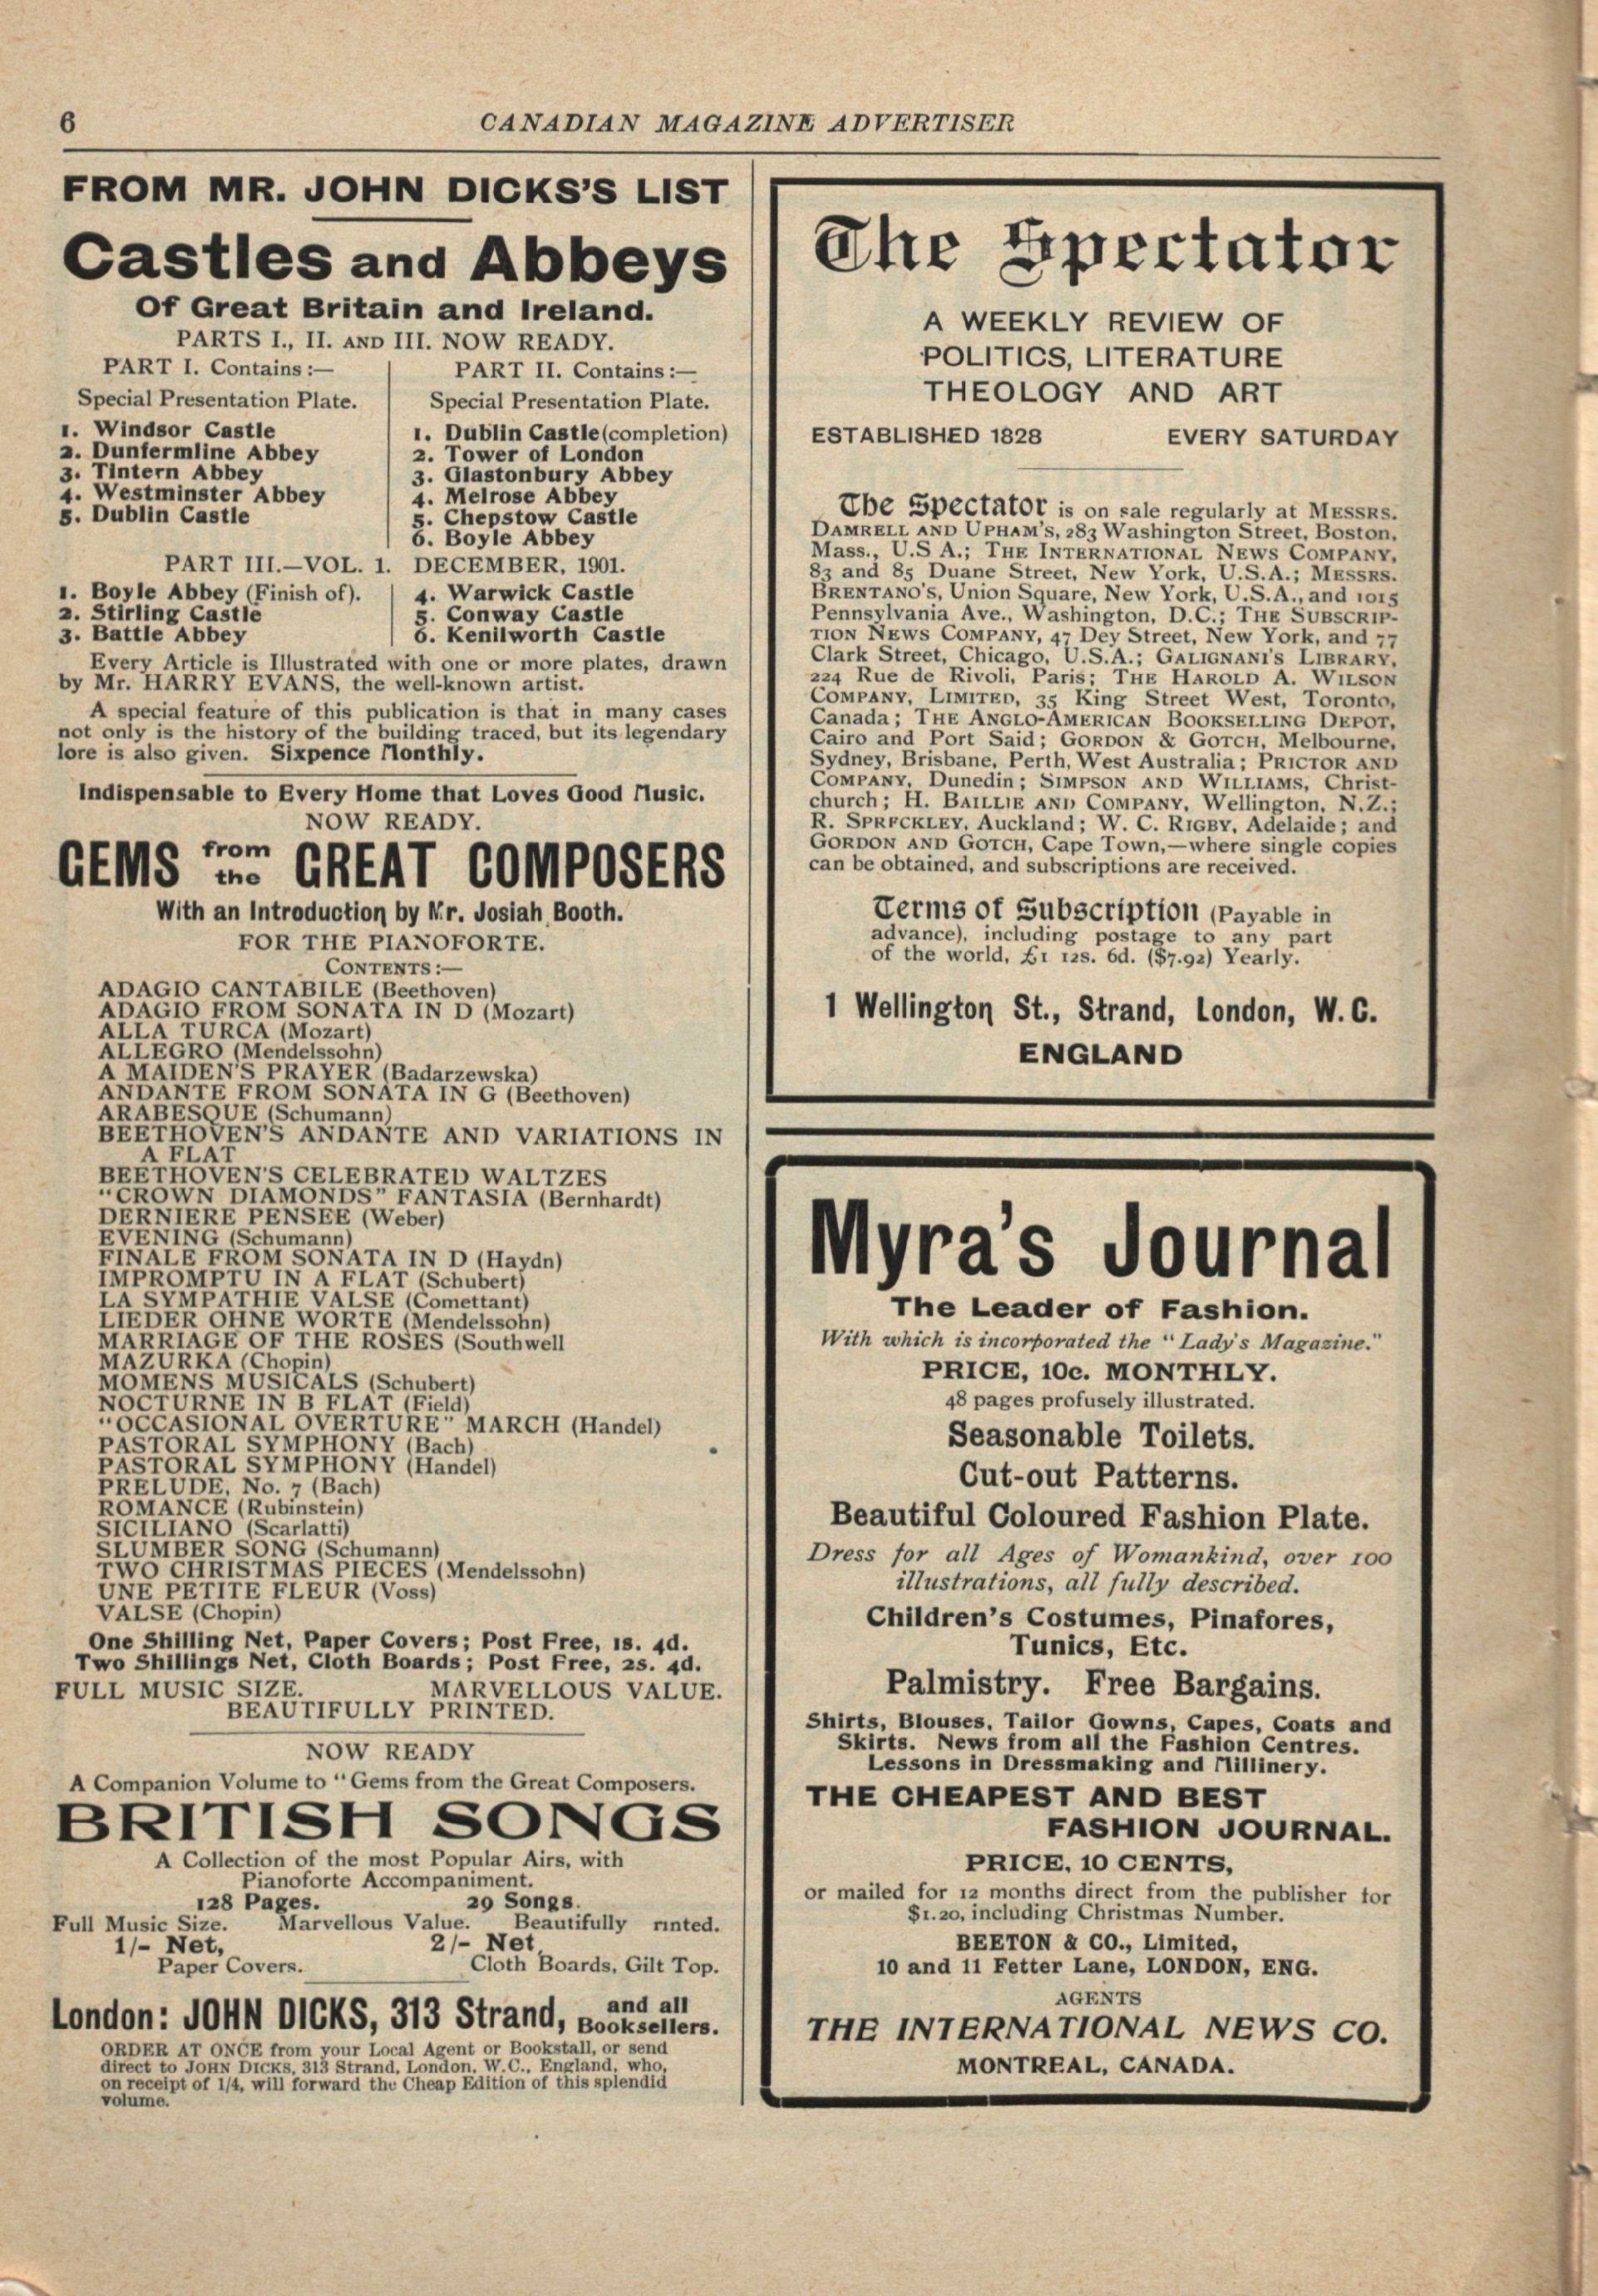 6
CANADIAN MAGAZINE ADVERTISER
FROM MR. JOHN DICKS'S LIST
Castles and Abbeys
Of Great Britain and Ireland.
PARTS I., II. AND III. NOW READY.
PART I. Contains:—
Special Presentation Plate.
1. Windsor Castle
2. Dunfermline Abbey
3. Tintern Abbey
4. Westminster Abbey
5. Dublin Castle
PART II. Contains:—
Special Presentation Plate.
1. Dublin Castle (completion)
2. Tower of London
3. Glastonbury Abbey
4. Melrose Abbey
5. Chepstow Castle
6. Boyle Abbey
PART III.—VOL. 1. DECEMBER, 1901.
1. Boyle Abbey (Finish of).
2. Stirling Castle
3. Battle Abbey
4. Warwick Castle
5. Conway Castle
6. Kenilworth Castle
Every Article is Illustrated with one or more plates, drawn
by Mr. HARRY EVANS, the well-known artist.
A special feature of this publication is that in many cases
not only is the history of the building traced, but its legendary
lore is also given. Sixpence Monthly.
Indispensable to Every Home that Loves Good Music.
NOW READY.
GEMS from the GREAT COMPOSERS
With an Introduction by Mr. Josiah Booth.
FOR THE PIANOFORTE.
CONTENTS:—
ADAGIO CANTABILE (Beethoven)
ADAGIO FROM SONATA IN D (Mozart)
ALLA TURCA (Mozart)
ALLEGRO (Mendelssohn)
A MAIDEN'S PRAYER (Badarzewska)
ANDANTE FROM SONATA IN G (Beethoven)
ARABESQUE (Schumann)
BEETHOVEN'S ANDANTE AND VARIATIONS IN
A FLAT
BEETHOVEN'S CELEBRATED WALTZES
"CROWN DIAMONDS" FANTASIA (Bernhardt)
DERNIERE PENSEE (Weber)
EVENING (Schumann)
FINALE FROM SONATA IN D (Haydn)
IMPROMPTU IN A FLAT (Schubert)
LA SYMPATHIE VALSE (Comettant)
LIEDER OHNE WORTE (Mendelssohn)
MARRIAGE OF THE ROSES (Southwell
MAZURKA (Chopin)
MOMENS MUSICALS (Schubert)
NOCTURNE IN B FLAT (Field)
"OCCASIONAL OVERTURE" MARCH (Handel)
PASTORAL SYMPHONY (Bach)
PASTORAL SYMPHONY (Handel)
PRELUDE, No. 7 (Bach)
ROMANCE (Rubinstein)
SICILIANO (Scarlatti)
SLUMBER SONG (Schumann)
TWO CHRISTMAS PIECES (Mendelssohn)
UNE PETITE FLEUR (Voss)
VALSE (Chopin)
One Shilling Net, Paper Covers; Post Free, 1s. 4d.
Two Shillings Net, Cloth Boards; Post Free, 2s. 4d.
FULL MUSIC SIZE. MARVELLOUS VALUE.
BEAUTIFULLY PRINTED.
NOW READY
A Companion Volume to "Gems from the Great Composers.
BRITISH SONGS
A Collection of the most Popular Airs, with
Pianoforte Accompaniment.
128 Pages. 29 Songs.
Full Music Size. Marvellous Value. Beautifully rinted.
1/- Net, 2/- Net,
Paper Covers. Cloth Boards, Gilt Top.
London: JOHN DICKS, 313 Strand, and all Booksellers.
ORDER AT ONCE from your Local Agent or Bookstall, or send
direct to JOHN DICKS, 313 Strand, London, W.C., England, who,
on receipt of 1/4, will forward the Cheap Edition of this splendid
volume.
The Spectator
A WEEKLY REVIEW OF
POLITICS, LITERATURE
THEOLOGY AND ART
ESTABLISHED 1828 EVERY SATURDAY
The Spectator is on sale regularly at MESSRS.
DAMRELL AND UPHAM'S, 283 Washington Street, Boston,
Mass., U.S A.; THE INTERNATIONAL NEWS COMPANY,
83 and 85 Duane Street, New York, U.S.A.; MESSRS.
BRENTANO'S, Union Square, New York, U.S.A., and 1015
Pennsylvania Ave., Washington, D.C.; THE SUBSCRIP-
TION NEWS COMPANY, 47 Dey Street, New York, and 77
Clark Street, Chicago, U.S.A.; GALIGNANI'S LIBRARY,
224 Rue de Rivoli, Paris; THE HAROLD A. WILSON
COMPANY, LIMITED, 35 King Street West, Toronto,
Canada; THE ANGLO-AMERICAN BOOKSELLING DEPOT,
Cairo and Port Said; GORDON & GOTCH, Melbourne,
Sydney, Brisbane, Perth, West Australia; PRICTOR AND
COMPANY, Dunedin; SIMPSON AND WILLIAMS, Christ-
church; H. BAILLIE AND COMPANY, Wellington, N.Z.;
R. SPRECKLEY, Auckland; W. C. RIGBY, Adelaide; and
GORDON AND GOTCH, Cape Town,—where single copies
can be obtained, and subscriptions are received.
Terms of Subscription (Payable in
advance), including postage to any part
of the world, £1 12s. 6d. ($7.92) Yearly.
1 Wellington St., Strand, London, W.C.
ENGLAND
Myra's Journal
The Leader of Fashion.
With which is incorporated the "Lady's Magazine."
PRICE, 10c. MONTHLY.
48 pages profusely illustrated.
Seasonable Toilets.
Cut-out Patterns.
Beautiful Coloured Fashion Plate.
Dress for all Ages of Womankind, over 100
illustrations, all fully described.
Children's Costumes, Pinafores,
Tunics, Etc.
Palmistry. Free Bargains.
Shirts, Blouses, Tailor Gowns, Capes, Coats and
Skirts. News from all the Fashion Centres.
Lessons in Dressmaking and Millinery.
THE CHEAPEST AND BEST
FASHION JOURNAL.
PRICE, 10 CENTS,
or mailed for 12 months direct from the publisher for
$1.20, including Christmas Number.
BEETON & CO., Limited,
10 and 11 Fetter Lane, LONDON, ENG.
AGENTS
THE INTERNATIONAL NEWS CO.
MONTREAL, CANADA.